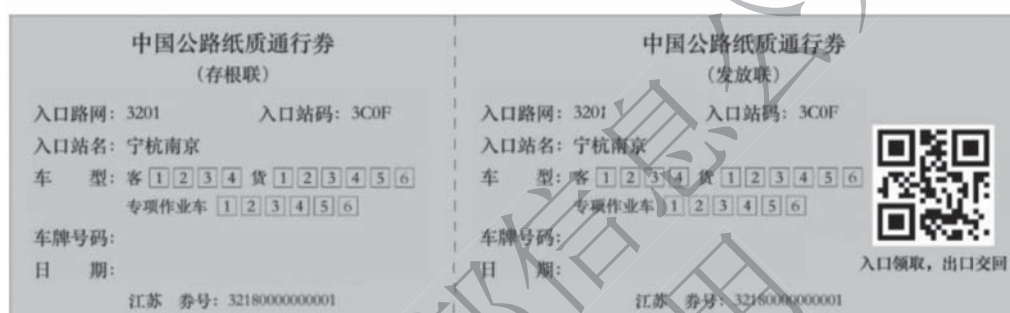 中国公路纸质通行券
（存根联）
入口路网：3201 入口站码：3C0F
入口站名：宁杭南京
车 型：客 1 2 3 4 货 1 2 3 4 5 6
专项作业车 1 2 3 4 5 6
车牌号码：
日 期：
江苏 券号：32180000000001
中国公路纸质通行券
（发放联）
入口路网：3201 入口站码：3C0F
入口站名：宁杭南京
车 型：客 1 2 3 4 货 1 2 3 4 5 6
专项作业车 1 2 3 4 5 6
车牌号码：
日 期：
江苏 券号：32180000000001
入口领取，出口交回